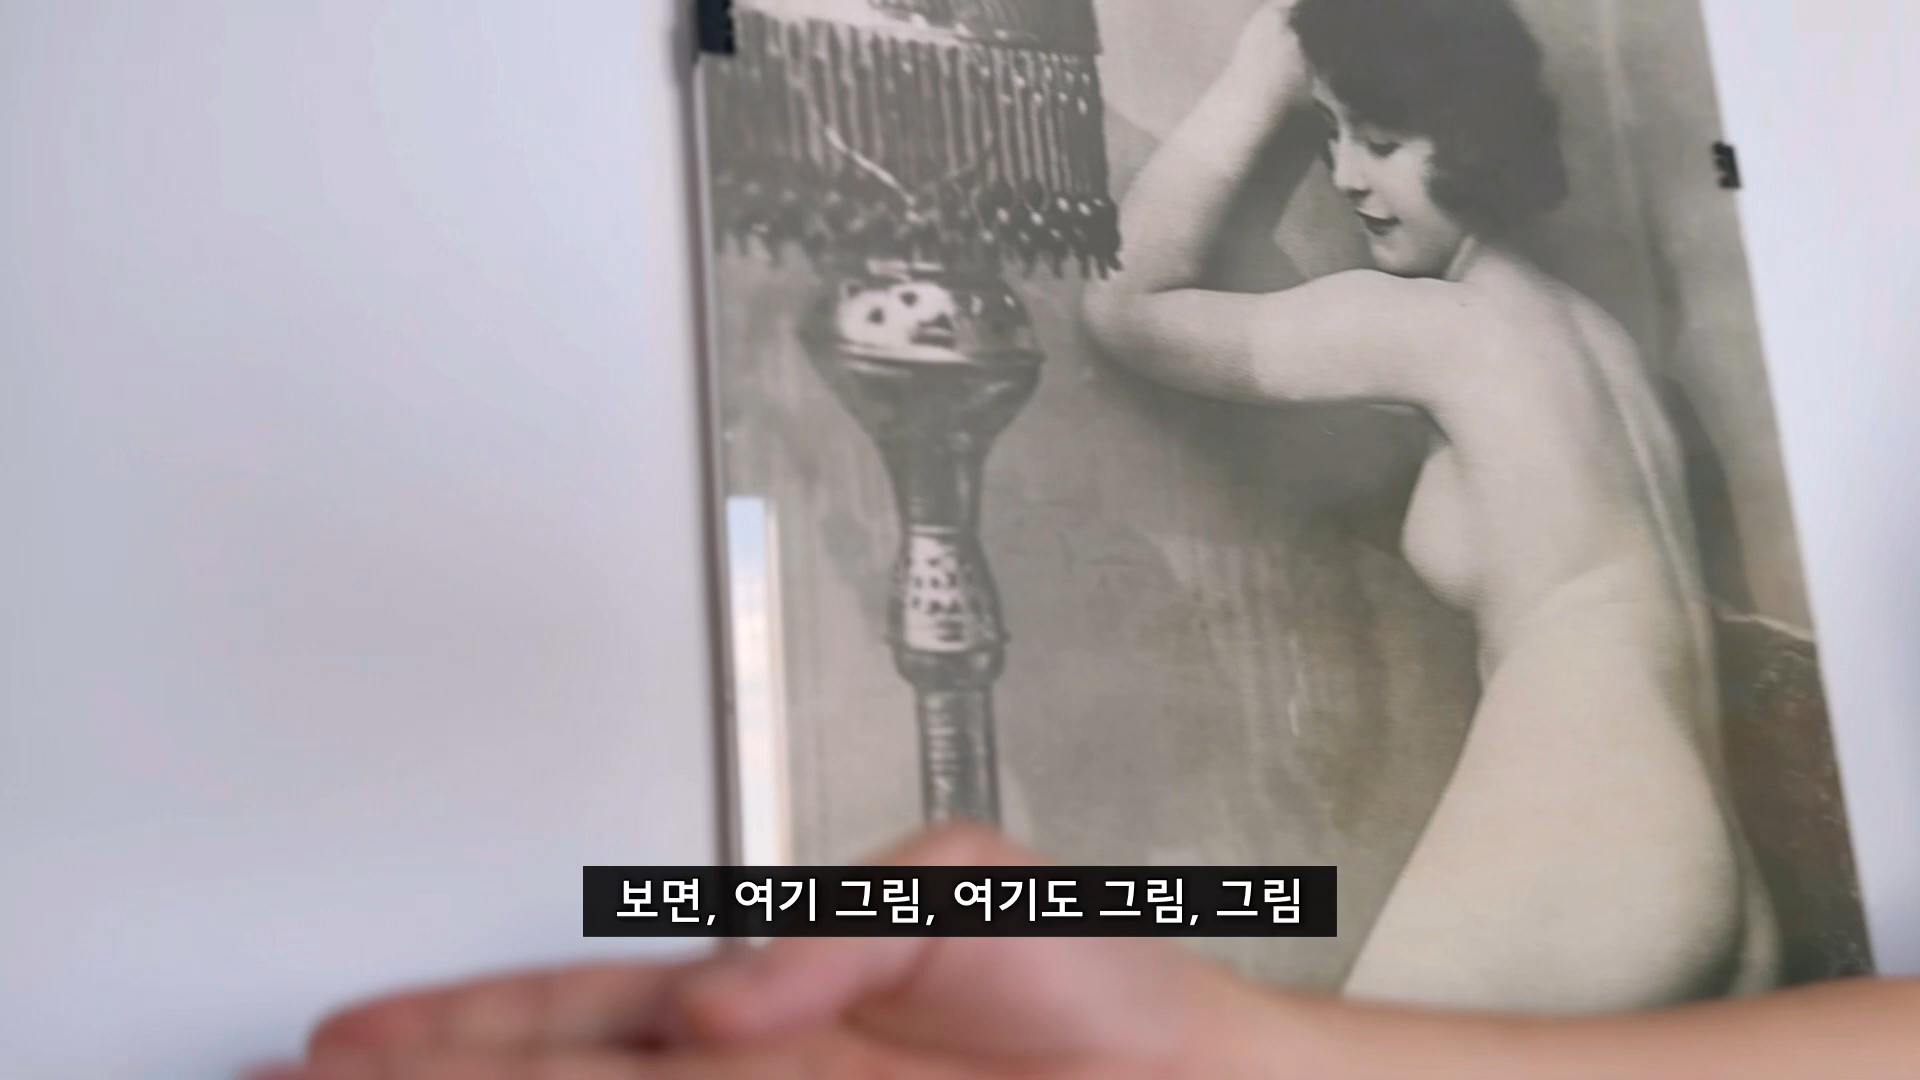 보면, 여기 그림, 여기도 그림, 그림